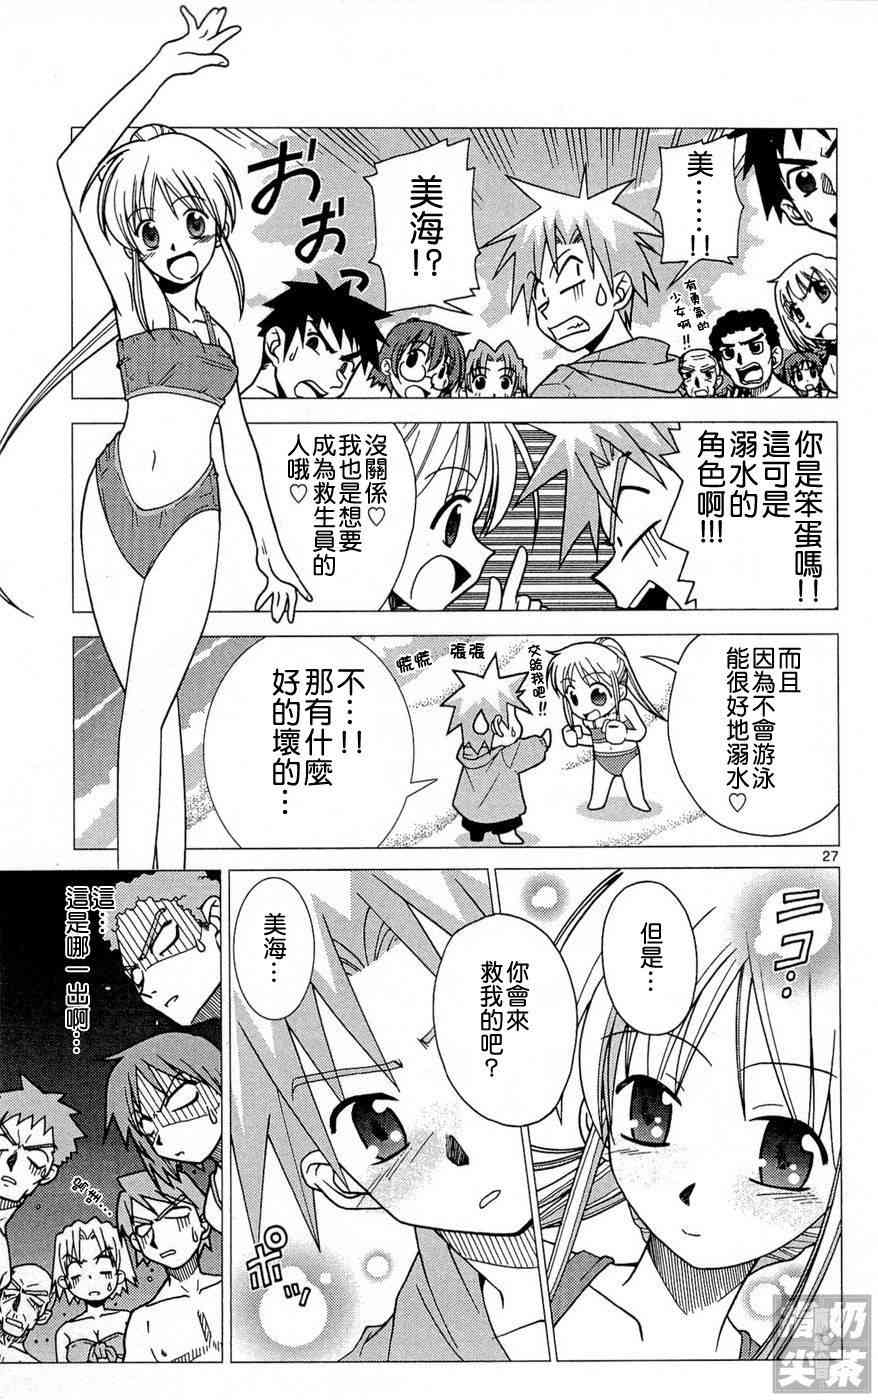 美……!!
美海!?
おおぉっ
有勇氣的
少女啊!!
你是笨蛋嗎!!
這可是
溺水的
角色啊!!!
沒關係♡
我也是想要
成為救生員的
人哦♡
而且
因為不會游泳
能很好地溺水♡
交給我吧!!
慌慌
張張
不…!!
那有什麼
好的壞的…
27
ニコ。
但是…
你會來
救我的吧？
美海…
ポッ
這…
這是哪一出啊…